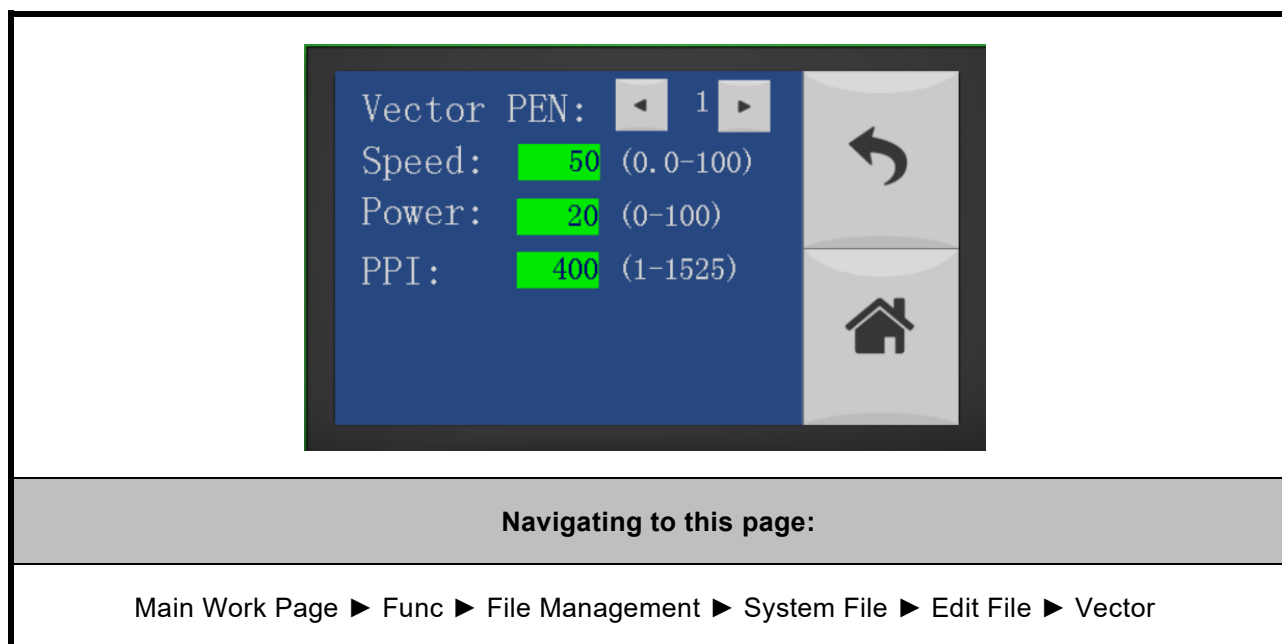 Vector PEN: ◄ 1 ►
Speed: 50 (0.0-100)
Power: 20 (0-100)
PPI: 400 (1-1525)
Navigating to this page:
Main Work Page ► Func ► File Management ► System File ► Edit File ► Vector